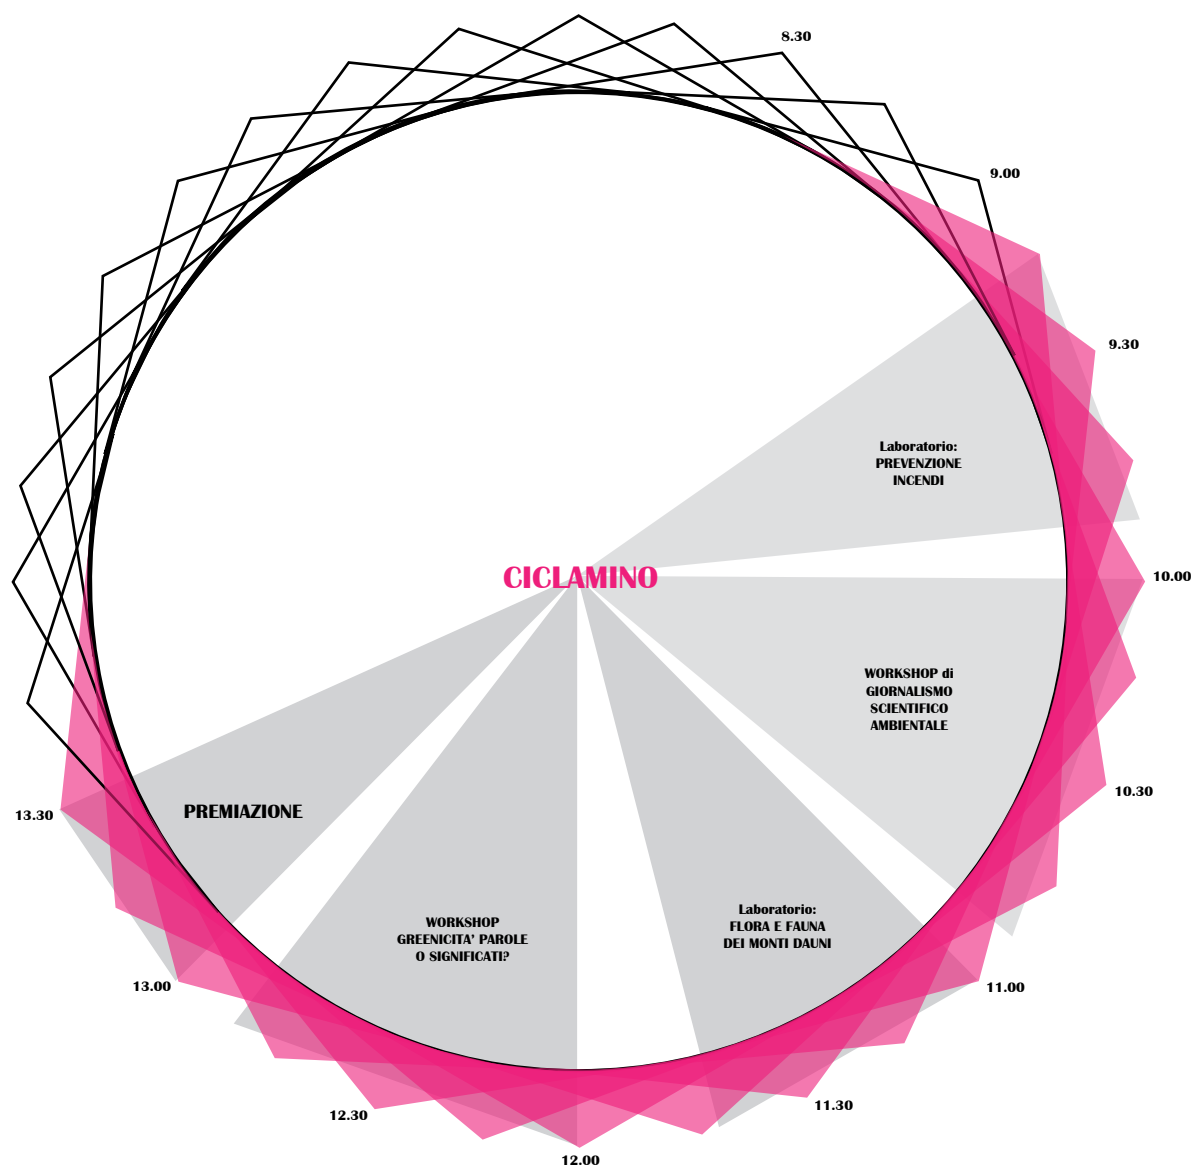 8.30
9.00
9.30
Laboratorio:
PREVENZIONE
INCENDI
CICLAMINO
10.00
WORKSHOP di
GIORNALISMO
SCIENTIFICO
AMBIENTALE
10.30
PREMIAZIONE
13.30
Laboratorio:
FLORA E FAUNA
DEI MONTI DAUNI
WORKSHOP
GREENICITA' PAROLE
O SIGNIFICATI?
13.00
11.00
12.30
11.30
12.00